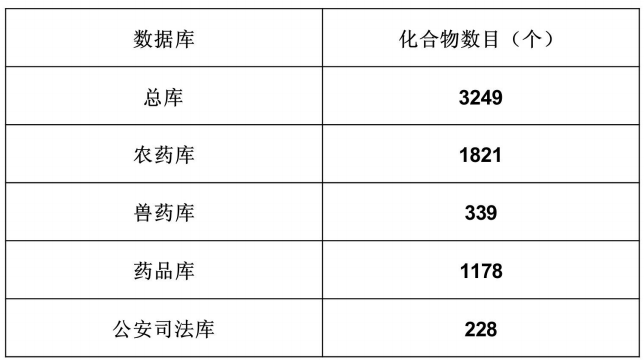 数据库 化合物数目（个）
总库 3249
农药库 1821
兽药库 339
药品库 1178
公安司法库 228